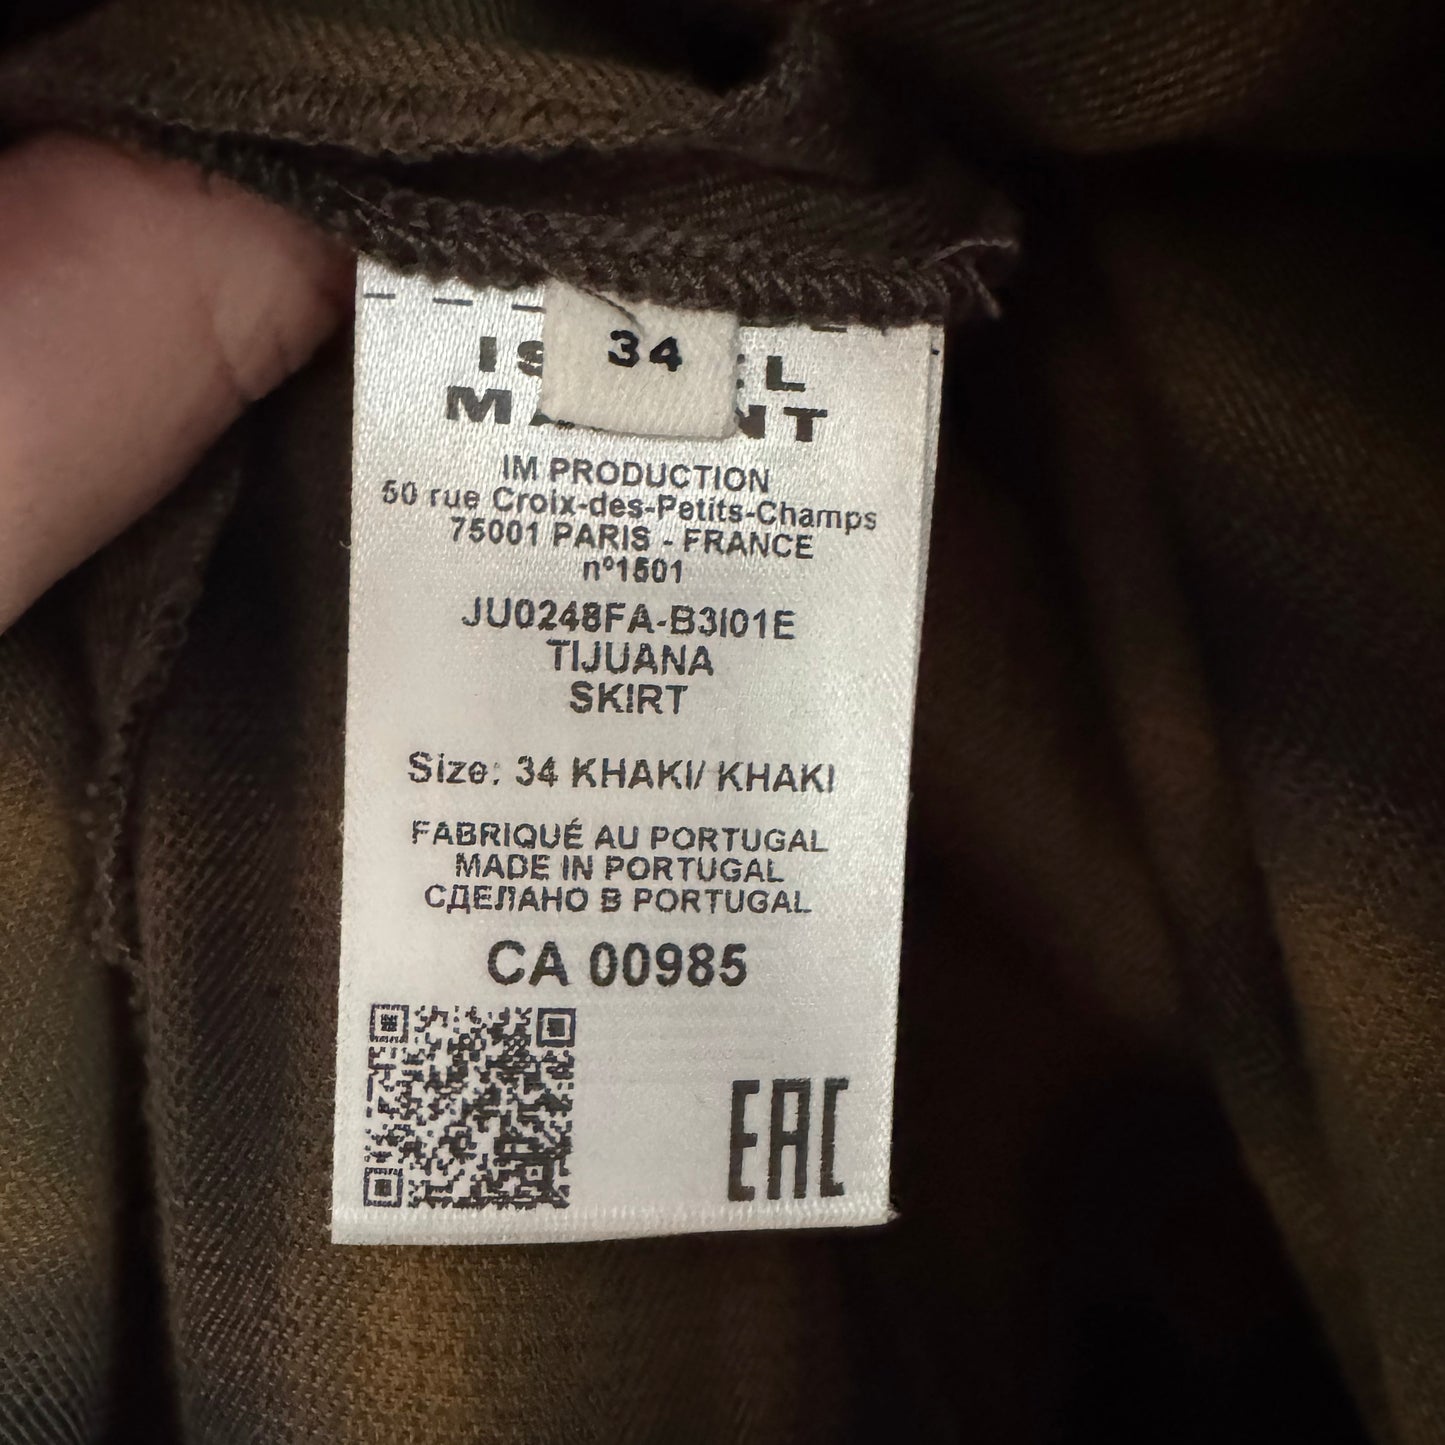 34
IM PRODUCTION
50 rue Croix-des-Petits-Champs
75001 PARIS - FRANCE
nº1501
JU0248FA-B3I01E
TIJUANA
SKIRT
Size: 34 KHAKI/ KHAKI
FABRIQUÉ AU PORTUGAL
MADE IN PORTUGAL
СДЕЛАНО В PORTUGAL
CA 00985
EAC